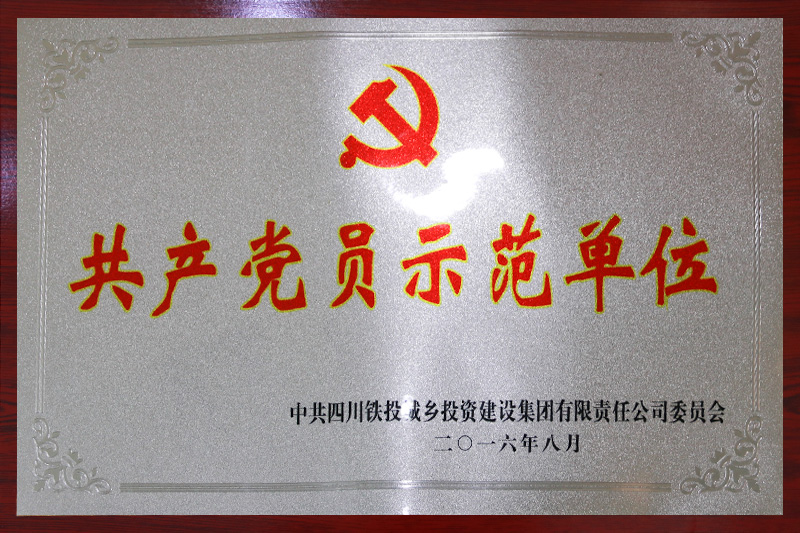 共产党员示范单位
中共四川铁投城乡投资建设集团有限责任公司委员会
二〇一六年八月